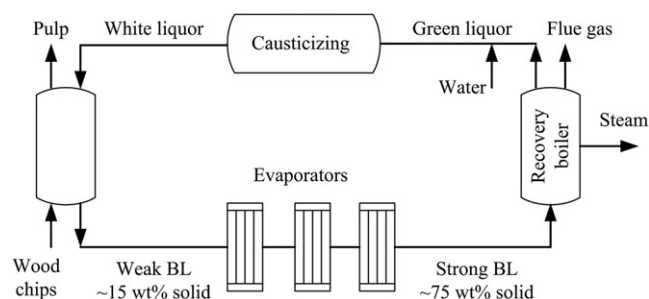 Pulp
White liquor
Causticizing
Green liquor
Flue gas
Water
Recovery
boiler
Steam
Evaporators
Wood
chips
Weak BL
~15 wt% solid
Strong BL
~75 wt% solid